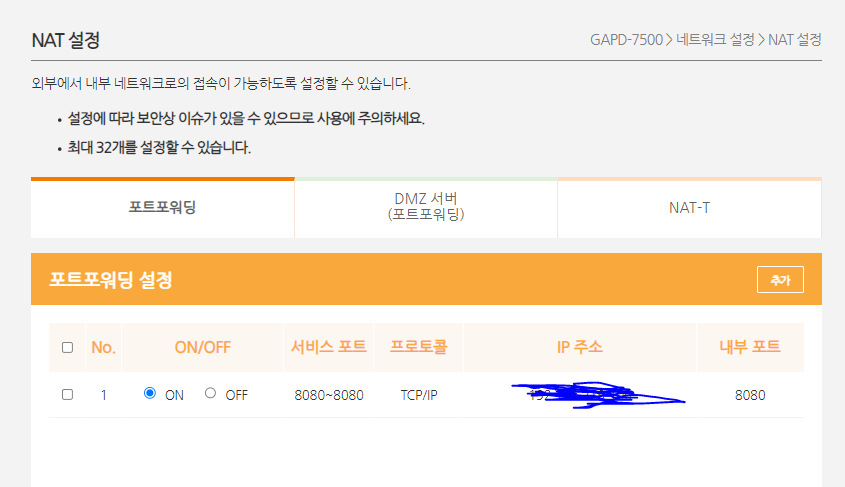 NAT 설정
GAPD-7500 > 네트워크 설정 > NAT 설정
외부에서 내부 네트워크로의 접속이 가능하도록 설정할 수 있습니다.
• 설정에 따라 보안상 이슈가 있을 수 있으므로 사용에 주의하세요.
• 최대 32개를 설정할 수 있습니다.
포트포워딩
DMZ 서버
(포트포워딩)
NAT-T
포트포워딩 설정
추가
No. ON/OFF 서비스 포트 프로토콜 IP 주소 내부 포트
1 ON OFF 8080~8080 TCP/IP 8080